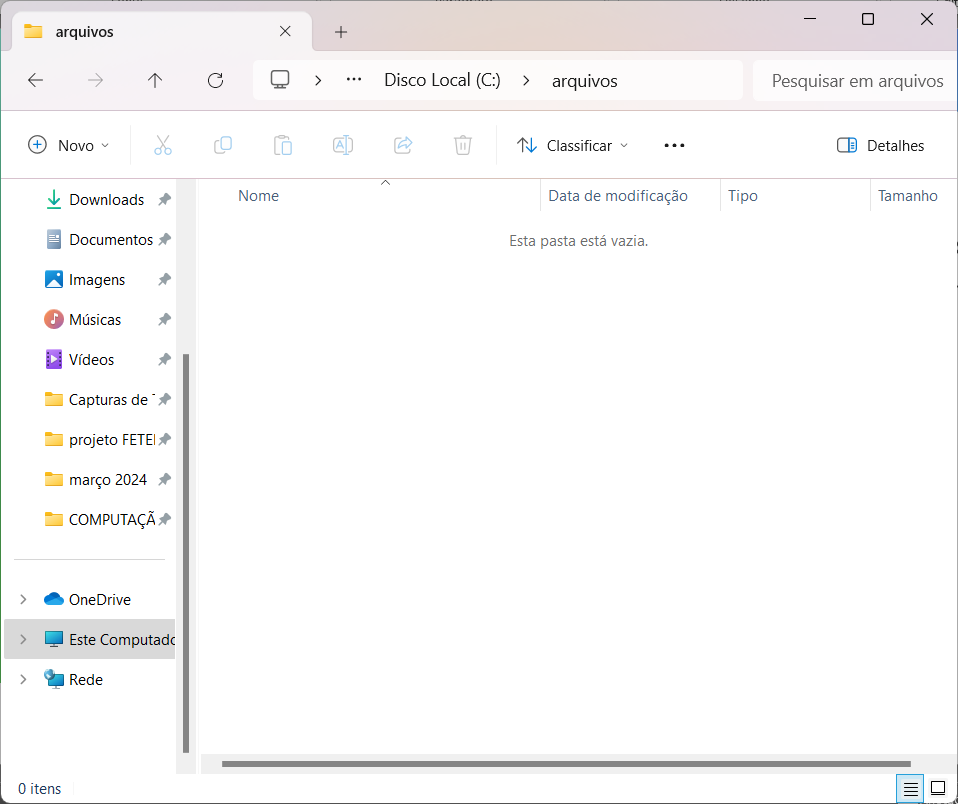 arquivos
Disco Local (C:) arquivos Pesquisar em arquivos
Novo Classificar Detalhes
Nome Data de modificação Tipo Tamanho
Esta pasta está vazia.
Downloads
Documentos
Imagens
Músicas
Vídeos
Capturas de
projeto FETE
março 2024
COMPUTAÇÃ
OneDrive
Este Computado
Rede
0 itens